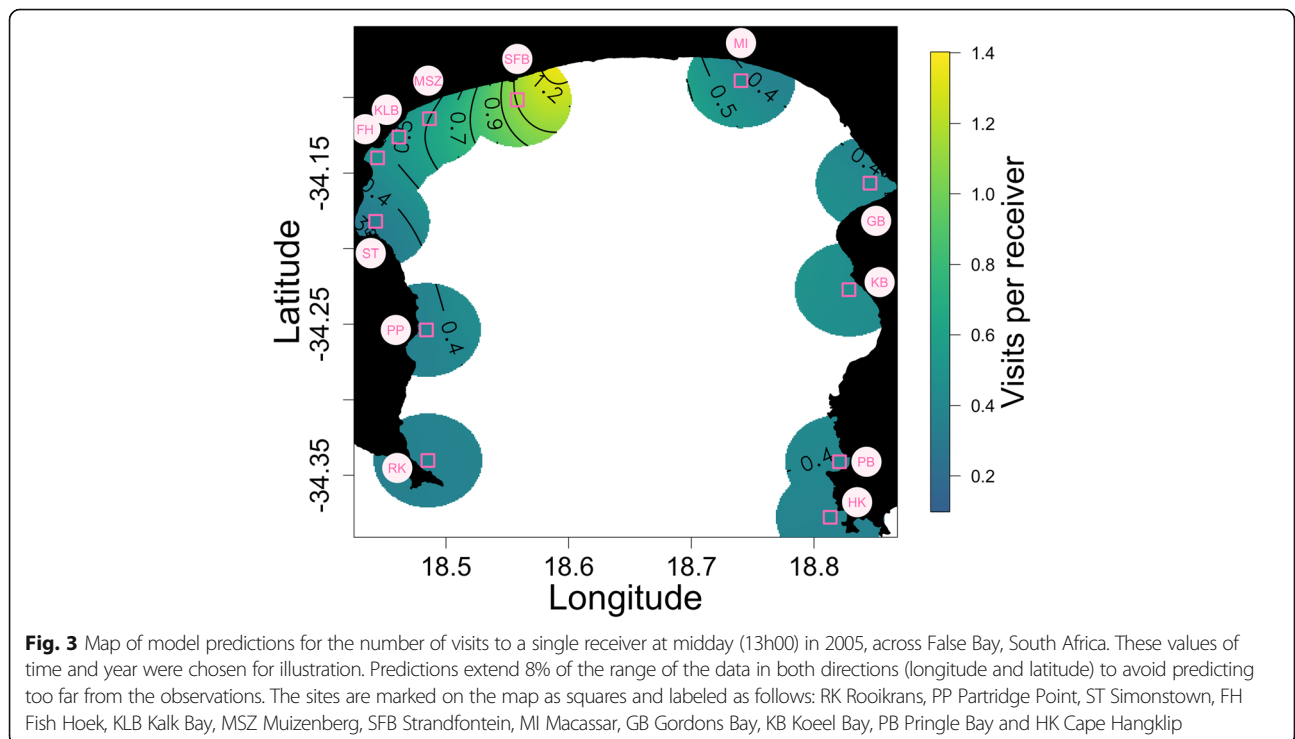 MI
SFB
MSZ
KLB
FH
ST
PP
RK
GB
KB
PB
HK
1.2
0.9
0.7
0.5
0.4
0.5
0.4
0.4
0.4
0.4
-34.15
-34.25
-34.35
Latitude
18.5
18.6
18.7
18.8
Longitude
1.4
1.2
1.0
0.8
0.6
0.4
0.2
Visits per receiver
Fig. 3 Map of model predictions for the number of visits to a single receiver at midday (13h00) in 2005, across False Bay, South Africa. These values of
time and year were chosen for illustration. Predictions extend 8% of the range of the data in both directions (longitude and latitude) to avoid predicting
too far from the observations. The sites are marked on the map as squares and labeled as follows: RK Rooikrans, PP Partridge Point, ST Simonstown, FH
Fish Hoek, KLB Kalk Bay, MSZ Muizenberg, SFB Strandfontein, MI Macassar, GB Gordons Bay, KB Koeel Bay, PB Pringle Bay and HK Cape Hangklip